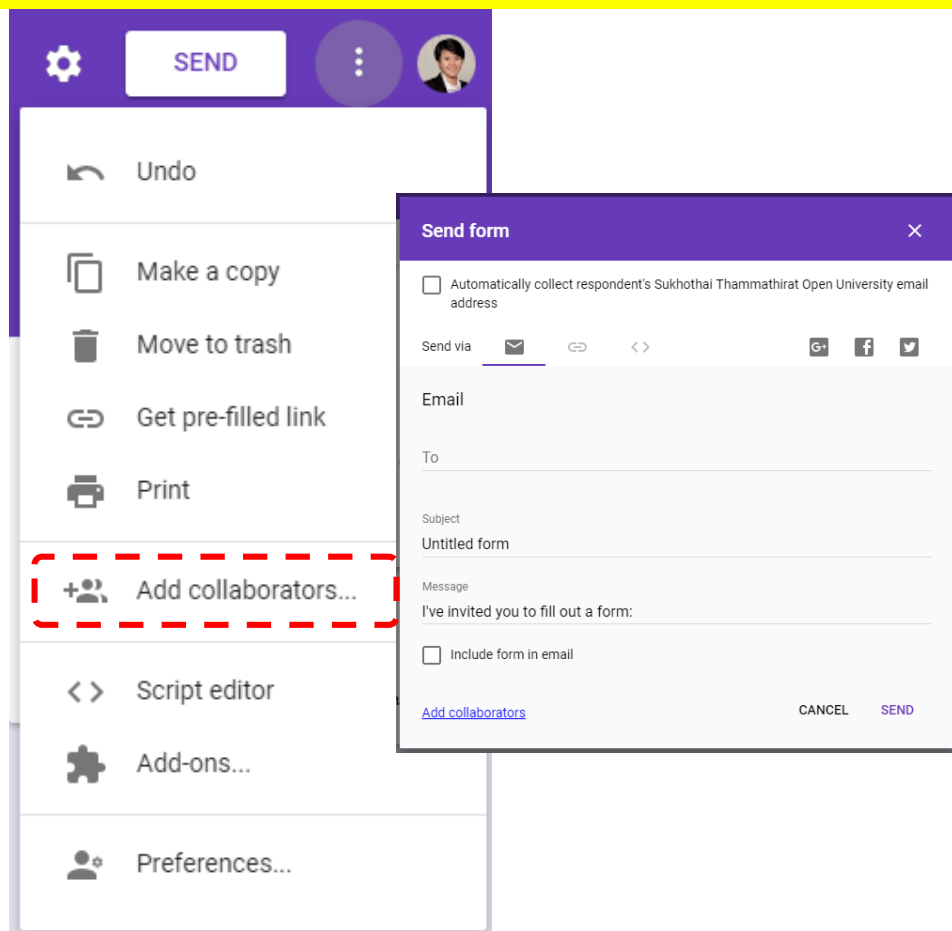 SEND
Undo
Make a copy
Move to trash
Get pre-filled link
Print
Add collaborators...
Script editor
Add-ons...
Preferences...
Send form
Automatically collect respondent's Sukhothai Thammathirat Open University email
address
Send via
G+
Email
To
Subject
Untitled form
Message
I've invited you to fill out a form:
Include form in email
Add collaborators
CANCEL SEND